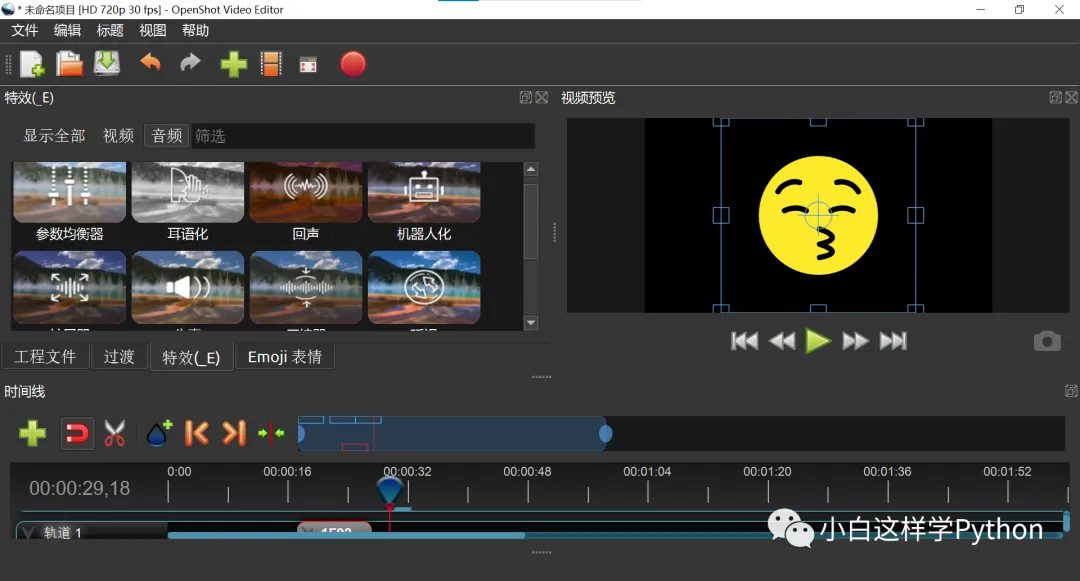 * 未命名项目 [HD 720p 30 fps] - OpenShot Video Editor
文件 编辑 标题 视图 帮助
特效(_E)
视频预览
显示全部 视频 音频 筛选
参数均衡器 耳语化 回声 机器人化
工程文件 过渡 特效(_E) Emoji 表情
时间线
0:00 00:00:16 00:00:32 00:00:48 00:01:04 00:01:20 00:01:36 00:01:52
00:00:29,18
轨道 1
小白这样学Python